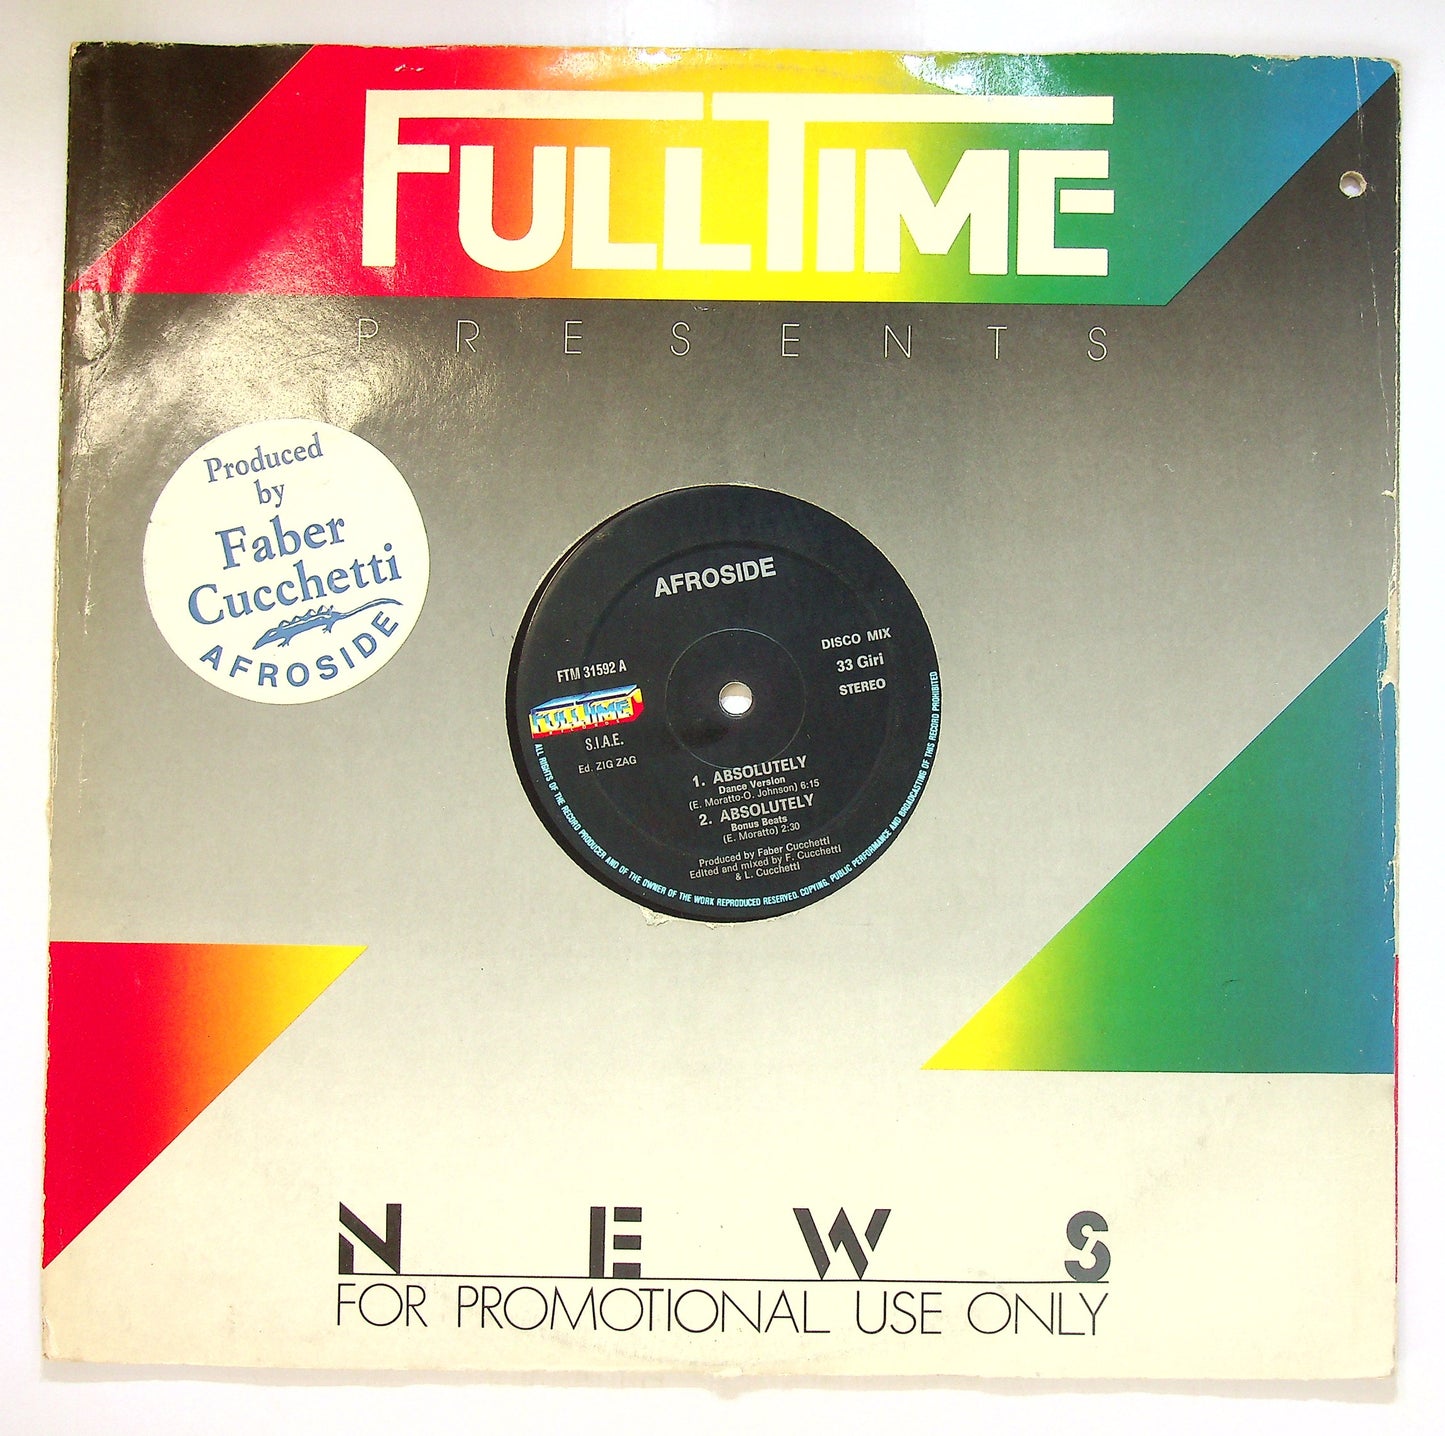 FULLTIME
PRESENTS
Produced
by
Faber
Cucchetti
AFROSIDE
AFROSIDE
DISCO MIX
33 Giri
STEREO
FTM 31592 A
FULLTIME
S.I.A.E.
Ed. ZIG ZAG
1. ABSOLUTELY
Dance Version
(E. Moratto-O. Johnson) 6:15
2. ABSOLUTELY
Bonus Beats
(E. Moratto) 2:30
Produced by Faber Cucchetti
Edited and mixed by F. Cucchetti
& L. Cucchetti
ALL RIGHTS OF THE RECORD PRODUCER AND OF THE OWNER OF THE WORK REPRODUCED RESERVED. COPYING, PUBLIC PERFORMANCE AND BROADCASTING OF THIS RECORD PROHIBITED
NEWS
FOR PROMOTIONAL USE ONLY